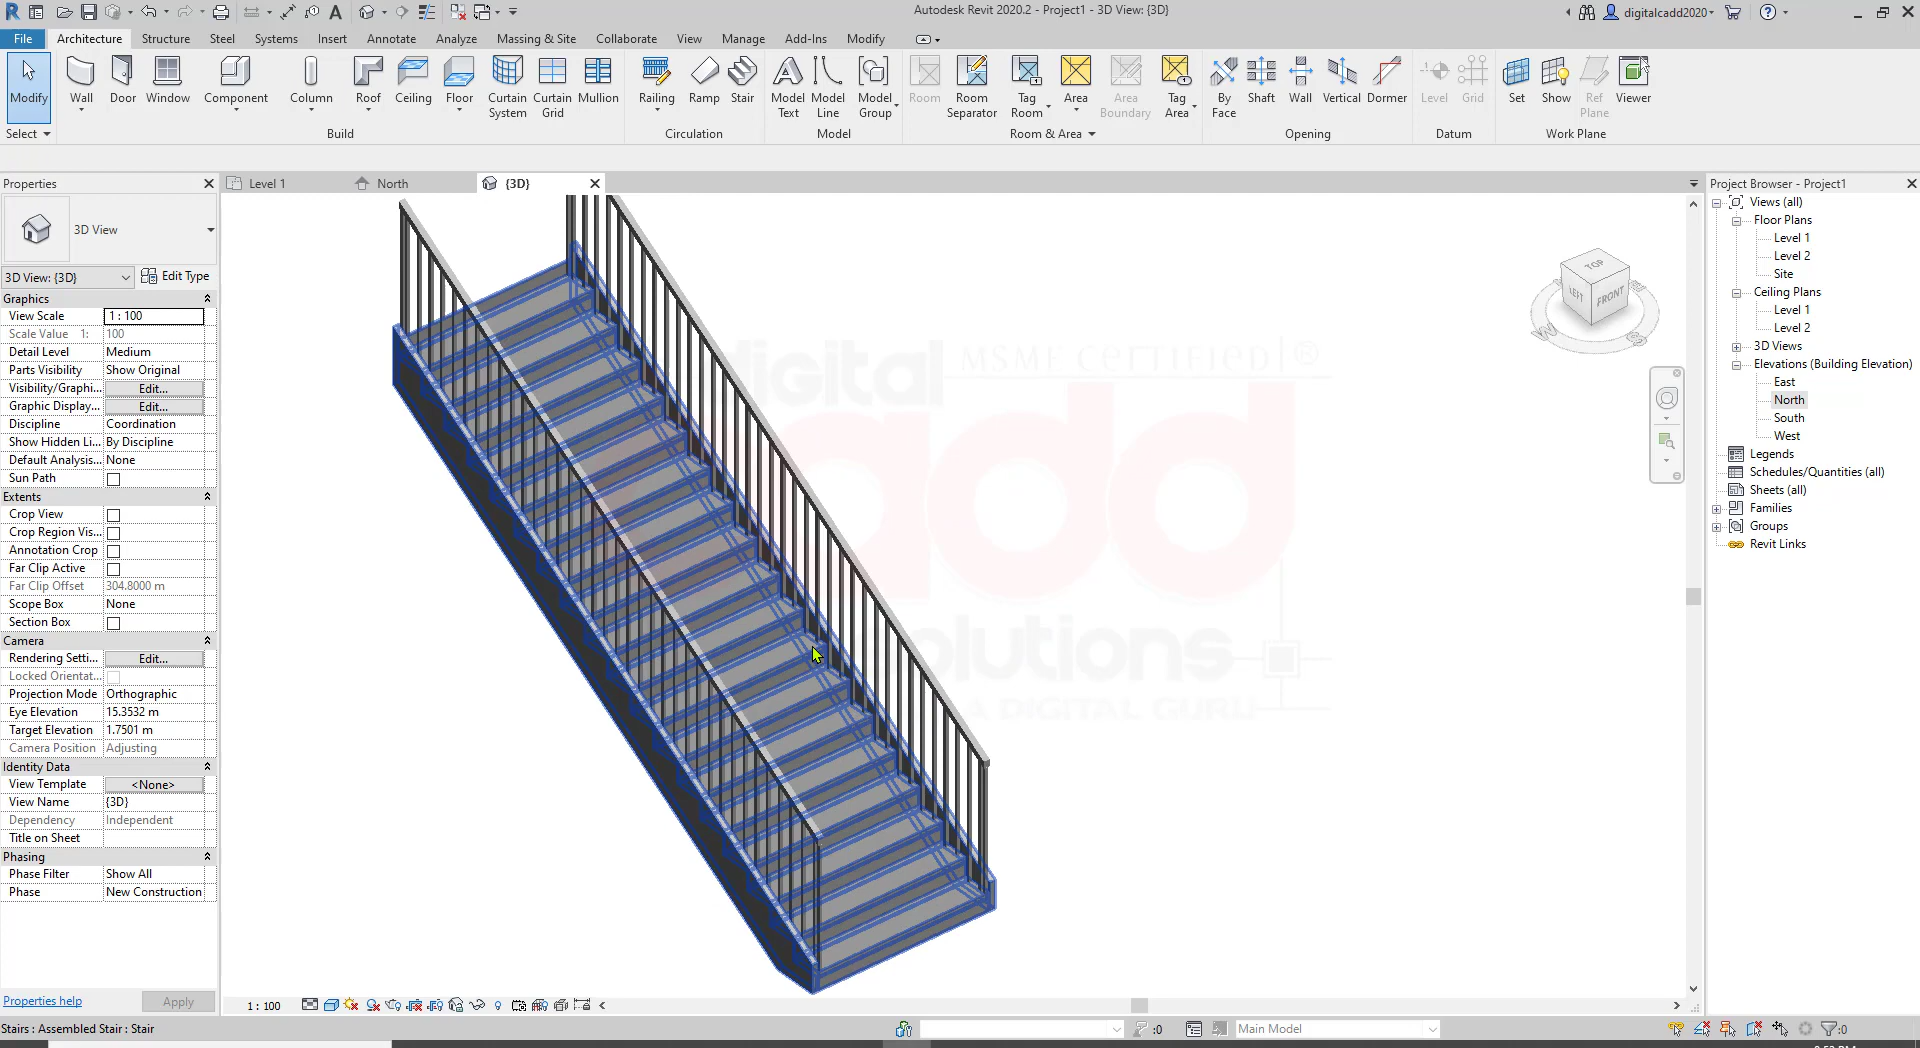 Autodesk Revit 2020.2 - Project1 - 3D View: {3D}
digitalcadd2020
File Architecture Structure Steel Systems Insert Annotate Analyze Massing & Site Collaborate View Manage Add-Ins Modify
Modify Wall Door Window Component Column Roof Ceiling Floor Curtain System Curtain Grid Mullion Railing Ramp Stair Model Text Model Line Model Group Room Room Separator Tag Room Area Area Boundary Tag Area By Face Shaft Wall Vertical Dormer Level Grid Set Show Ref Plane Viewer
Select Build Circulation Model Room & Area Opening Datum Work Plane
Properties
Level 1 North {3D}
Project Browser - Project1
3D View
3D View: {3D} Edit Type
Graphics
View Scale 1 : 100
Scale Value 1: 100
Detail Level Medium
Parts Visibility Show Original
Visibility/Graphi... Edit...
Graphic Display... Edit...
Discipline Coordination
Show Hidden Li... By Discipline
Default Analysis... None
Sun Path
Extents
Crop View
Crop Region Vis...
Annotation Crop
Far Clip Active
Far Clip Offset 304.8000 m
Scope Box None
Section Box
Camera
Rendering Setti... Edit...
Locked Orientat...
Projection Mode Orthographic
Eye Elevation 15.3532 m
Target Elevation 1.7501 m
Camera Position Adjusting
Identity Data
View Template <None>
View Name {3D}
Dependency Independent
Title on Sheet
Phasing
Phase Filter Show All
Phase New Construction
Properties help Apply
digital MSME CERTIFIED ®
add
solutions
A DIGITAL GURU
TOP
LEFT FRONT
W S
Views (all)
Floor Plans
Level 1
Level 2
Site
Ceiling Plans
Level 1
Level 2
3D Views
Elevations (Building Elevation)
East
North
South
West
Legends
Schedules/Quantities (all)
Sheets (all)
Families
Groups
Revit Links
1 : 100
Stairs : Assembled Stair : Stair
:0
Main Model
:0